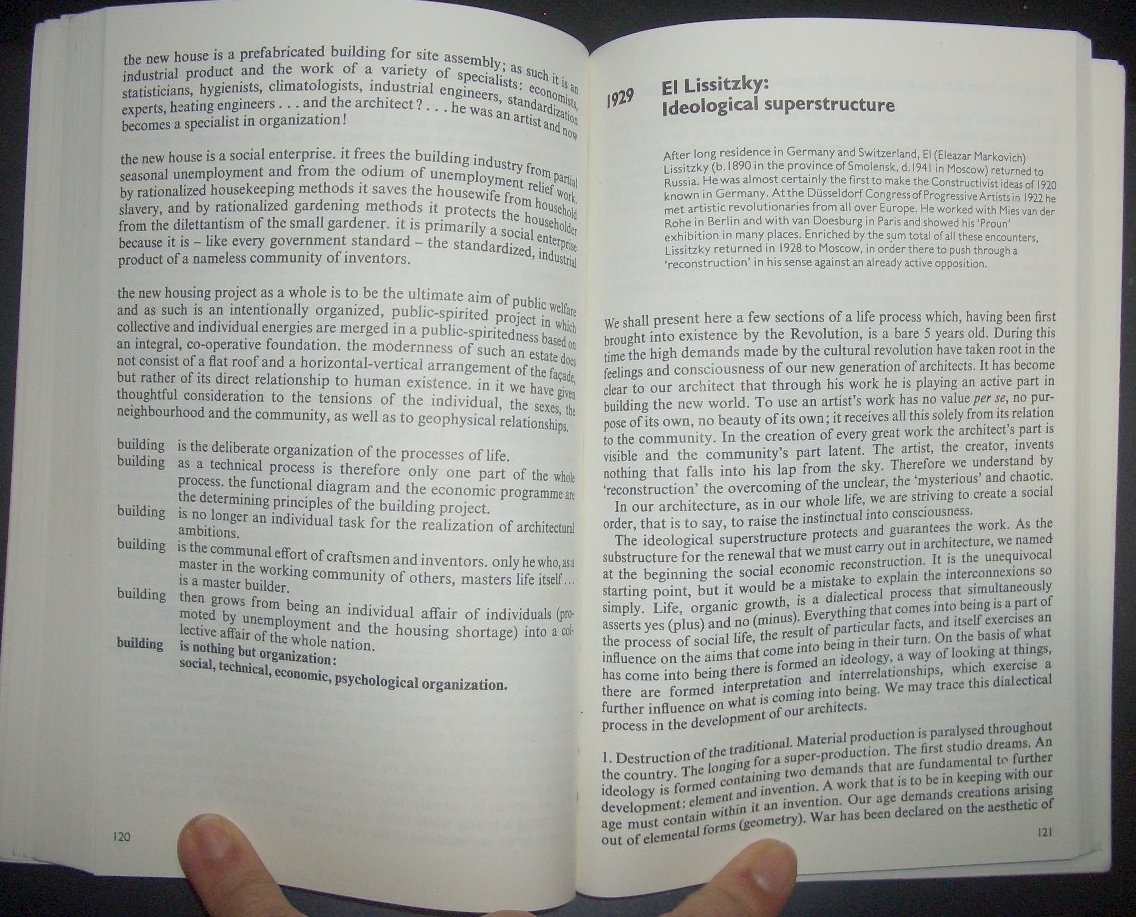 the new house is a prefabricated building for site assembly; as such it is an
industrial product and the work of a variety of specialists: economists,
statisticians, hygienists, climatologists, industrial engineers, standardization
experts, heating engineers . . . and the architect? . . . he was an artist and now
becomes a specialist in organization!
the new house is a social enterprise. it frees the building industry from partial
seasonal unemployment and from the odium of unemployment relief work.
by rationalized housekeeping methods it saves the housewife from household
slavery, and by rationalized gardening methods it protects the householder
from the dilettantism of the small gardener. it is primarily a social enterprise
because it is – like every government standard – the standardized, industrial
product of a nameless community of inventors.
the new housing project as a whole is to be the ultimate aim of public welfare
and as such is an intentionally organized, public-spirited project in which
collective and individual energies are merged in a public-spiritedness based on
an integral, co-operative foundation. the modernness of such an estate does
not consist of a flat roof and a horizontal-vertical arrangement of the façade,
but rather of its direct relationship to human existence. in it we have given
thoughtful consideration to the tensions of the individual, the sexes, the
neighbourhood and the community, as well as to geophysical relationships.
building is the deliberate organization of the processes of life.
building as a technical process is therefore only one part of the whole
process. the functional diagram and the economic programme are
the determining principles of the building project.
building is no longer an individual task for the realization of architectural
ambitions.
building is the communal effort of craftsmen and inventors. only he who, as a
master in the working community of others, masters life itself . . .
is a master builder.
building then grows from being an individual affair of individuals (pro-
moted by unemployment and the housing shortage) into a col-
lective affair of the whole nation.
building is nothing but organization:
social, technical, economic, psychological organization.
120
1929 El Lissitzky:
Ideological superstructure
After long residence in Germany and Switzerland, El (Eleazar Markovich)
Lissitzky (b. 1890 in the province of Smolensk, d. 1941 in Moscow) returned to
Russia. He was almost certainly the first to make the Constructivist ideas of 1920
known in Germany. At the Düsseldorf Congress of Progressive Artists in 1922 he
met artistic revolutionaries from all over Europe. He worked with Mies van der
Rohe in Berlin and with van Doesburg in Paris and showed his 'Proun'
exhibition in many places. Enriched by the sum total of all these encounters,
Lissitzky returned in 1928 to Moscow, in order there to push through a
'reconstruction' in his sense against an already active opposition.
We shall present here a few sections of a life process which, having been first
brought into existence by the Revolution, is a bare 5 years old. During this
time the high demands made by the cultural revolution have taken root in the
feelings and consciousness of our new generation of architects. It has become
clear to our architect that through his work he is playing an active part in
building the new world. To use an artist's work has no value per se, no pur-
pose of its own, no beauty of its own; it receives all this solely from its relation
to the community. In the creation of every great work the architect's part is
visible and the community's part latent. The artist, the creator, invents
nothing that falls into his lap from the sky. Therefore we understand by
'reconstruction' the overcoming of the unclear, the 'mysterious' and chaotic.
In our architecture, as in our whole life, we are striving to create a social
order, that is to say, to raise the instinctual into consciousness.
The ideological superstructure protects and guarantees the work. As the
substructure for the renewal that we must carry out in architecture, we named
at the beginning the social economic reconstruction. It is the unequivocal
starting point, but it would be a mistake to explain the interconnexions so
simply. Life, organic growth, is a dialectical process that simultaneously
asserts yes (plus) and no (minus). Everything that comes into being is a part of
the process of social life, the result of particular facts, and itself exercises an
influence on the aims that come into being in their turn. On the basis of what
has come into being there is formed an ideology, a way of looking at things,
there are formed interpretation and interrelationships, which exercise a
further influence on what is coming into being. We may trace this dialectical
process in the development of our architects.
1. Destruction of the traditional. Material production is paralysed throughout
the country. The longing for a super-production. The first studio dreams. An
ideology is formed containing two demands that are fundamental to further
development: element and invention. A work that is to be in keeping with our
age must contain within it an invention. Our age demands creations arising
out of elemental forms (geometry). War has been declared on the aesthetic of
121